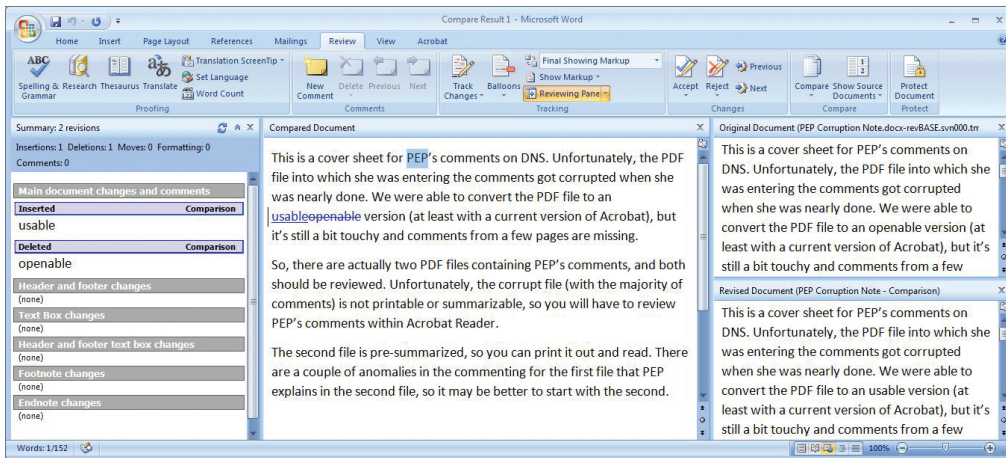 Compare Result 1 - Microsoft Word
Home Insert Page Layout References Mailings Review View Acrobat
ABC
Spelling & Grammar
Research
Thesaurus
Translate
Translation ScreenTip
Set Language
Word Count
Proofing
New Comment
Delete
Previous
Next
Comments
Track Changes
Balloons
Final Showing Markup
Show Markup
Reviewing Pane
Tracking
Accept
Reject
Previous
Next
Changes
Compare
Show Source Documents
Compare
Protect Document
Protect
Summary: 2 revisions
Insertions: 1 Deletions: 1 Moves: 0 Formatting: 0
Comments: 0
Main document changes and comments
Inserted Comparison
usable
Deleted Comparison
openable
Header and footer changes
(none)
Text Box changes
(none)
Header and footer text box changes
(none)
Footnote changes
(none)
Endnote changes
(none)
Compared Document
This is a cover sheet for PEP's comments on DNS. Unfortunately, the PDF
file into which she was entering the comments got corrupted when she
was nearly done. We were able to convert the PDF file to an
usableopenable version (at least with a current version of Acrobat), but
it's still a bit touchy and comments from a few pages are missing.
So, there are actually two PDF files containing PEP's comments, and both
should be reviewed. Unfortunately, the corrupt file (with the majority of
comments) is not printable or summarizable, so you will have to review
PEP's comments within Acrobat Reader.
The second file is pre-summarized, so you can print it out and read. There
are a couple of anomalies in the commenting for the first file that PEP
explains in the second file, so it may be better to start with the second.
Original Document (PEP Corruption Note.docx-revBASE.svn000.tm
This is a cover sheet for PEP's comments on
DNS. Unfortunately, the PDF file into which she
was entering the comments got corrupted
when she was nearly done. We were able to
convert the PDF file to an openable version (at
least with a current version of Acrobat), but it's
still a bit touchy and comments from a few
Revised Document (PEP Corruption Note - Comparison)
This is a cover sheet for PEP's comments on
DNS. Unfortunately, the PDF file into which she
was entering the comments got corrupted
when she was nearly done. We were able to
convert the PDF file to an usable version (at
least with a current version of Acrobat), but it's
still a bit touchy and comments from a few
Words: 1/152
100%